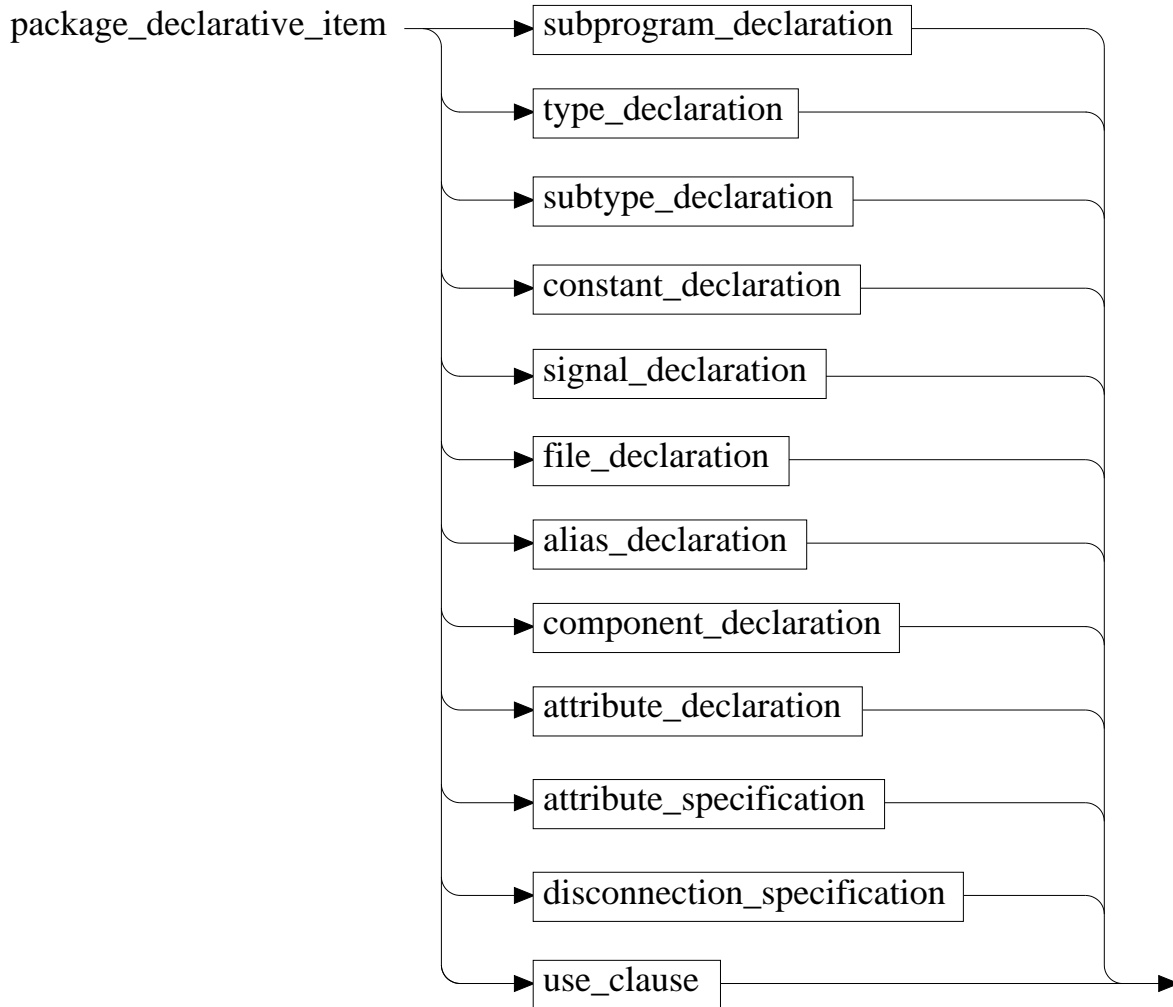 package_declarative_item
subprogram_declaration
type_declaration
subtype_declaration
constant_declaration
signal_declaration
file_declaration
alias_declaration
component_declaration
attribute_declaration
attribute_specification
disconnection_specification
use_clause